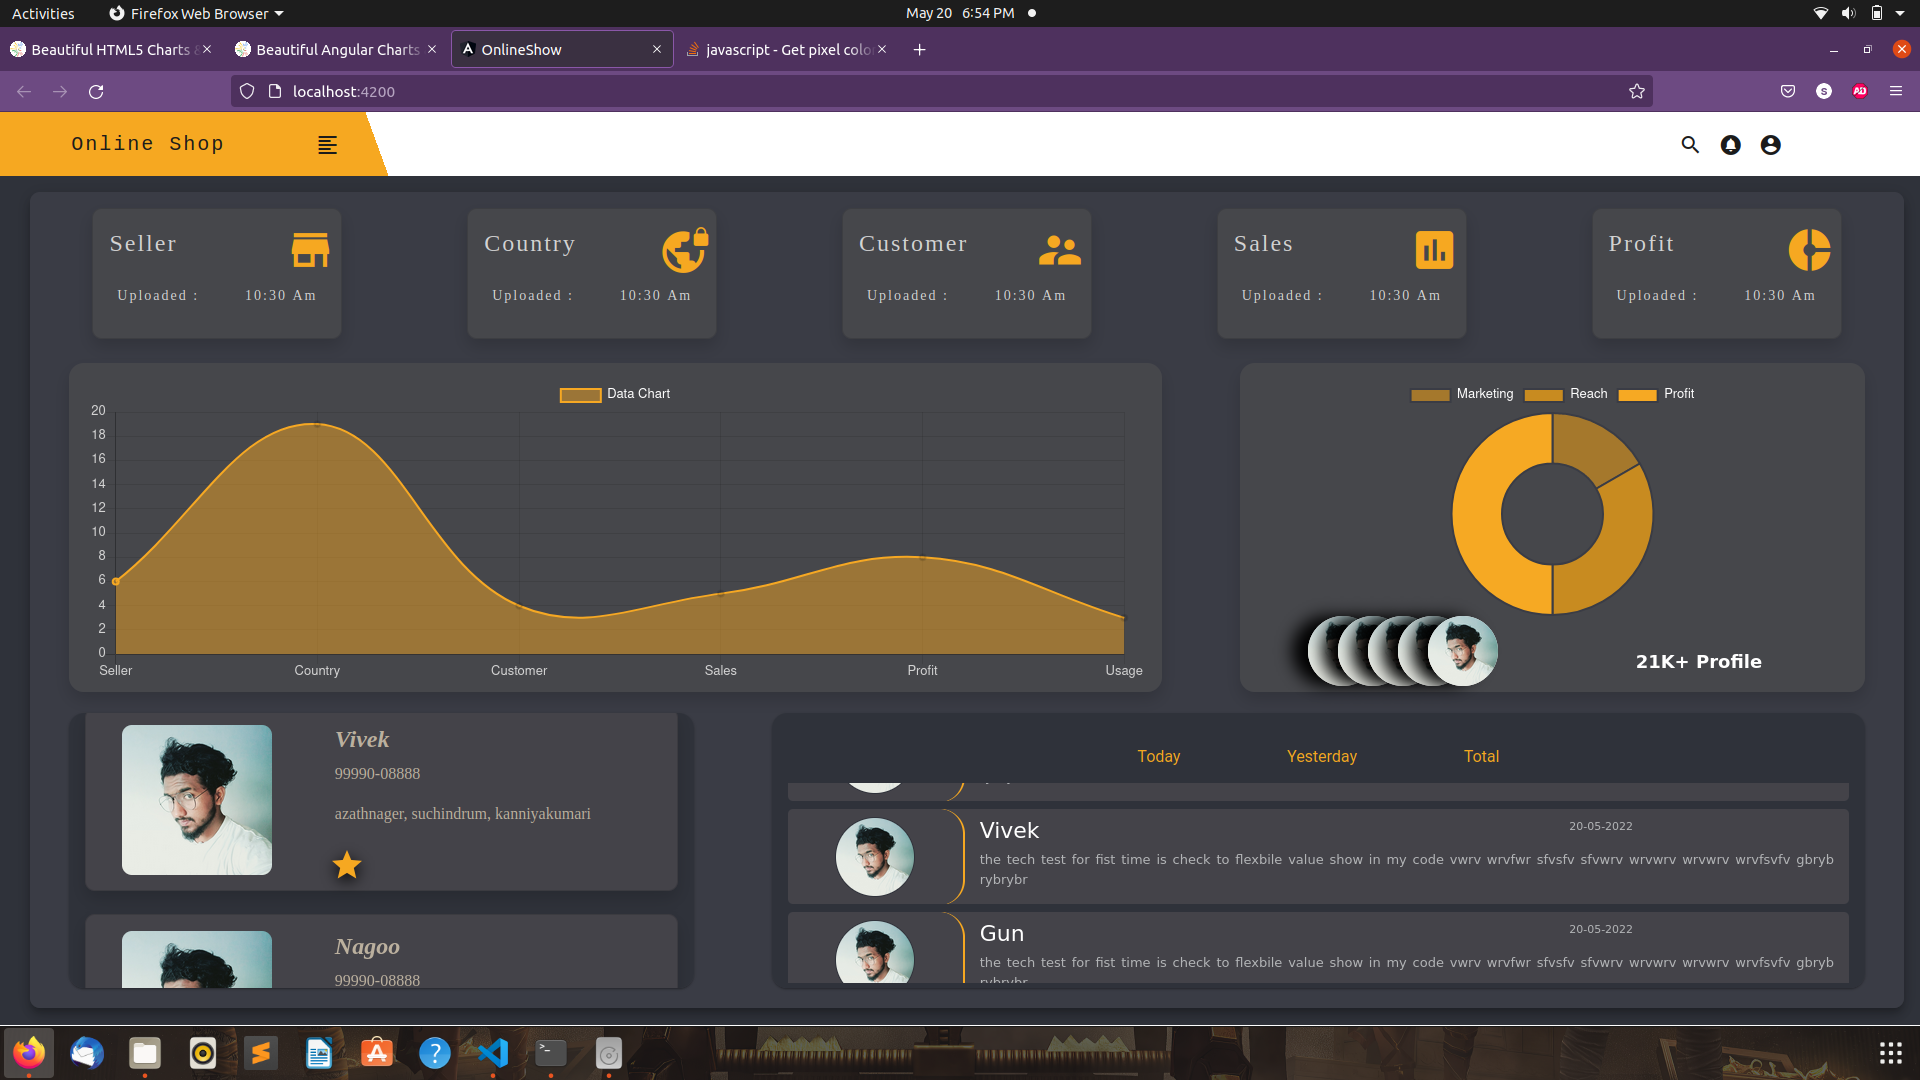 Activities Firefox Web Browser May 20 6:54 PM
Beautiful HTML5 Charts & Beautiful Angular Charts OnlineShow javascript - Get pixel color
localhost:4200
Online Shop
Seller Country Customer Sales Profit
Uploaded : 10:30 Am Uploaded : 10:30 Am Uploaded : 10:30 Am Uploaded : 10:30 Am Uploaded : 10:30 Am
Data Chart
20
18
16
14
12
10
8
6
4
2
0
Seller Country Customer Sales Profit Usage
Marketing Reach Profit
21K+ Profile
Vivek
99990-08888
azathnager, suchindrum, kanniyakumari
Nagoo
99990-08888
Today Yesterday Total
Vivek 20-05-2022
the tech test for fist time is check to flexbile value show in my code vwrv wrvfwr sfvsfv sfvwrv wrvwrv wrvwrv wrvfsvfv gbryb
rybrybr
Gun 20-05-2022
the tech test for fist time is check to flexbile value show in my code vwrv wrvfwr sfvsfv sfvwrv wrvwrv wrvwrv wrvfsvfv gbryb
rybrybr